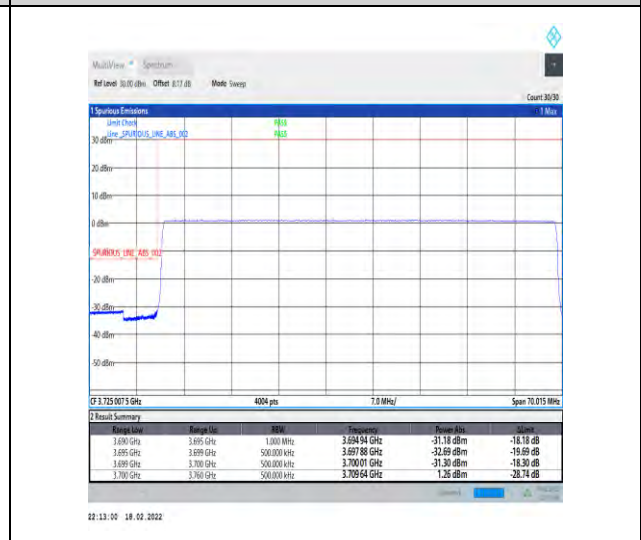 MultiView Spectrum
Ref Level 30.00 dBm Offset 8.17 dB Mode Sweep
Count 30/30
1 Spurious Emissions 1 Max
Limit Check PASS
Line _SPURIOUS_LINE_ABS_002 PASS
30 dBm
20 dBm
10 dBm
0 dBm
_SPURIOUS_LINE_ABS_002
-20 dBm
-30 dBm
-40 dBm
-50 dBm
CF 3.725 007 5 GHz 4004 pts 7.0 MHz/ Span 70.015 MHz
2 Result Summary
Range Low Range Up RBW Frequency Power Abs ΔLimit
3.690 GHz 3.695 GHz 1.000 MHz 3.694 94 GHz -31.18 dBm -18.18 dB
3.695 GHz 3.699 GHz 500.000 kHz 3.697 88 GHz -32.69 dBm -19.69 dB
3.699 GHz 3.700 GHz 500.000 kHz 3.700 01 GHz -31.30 dBm -18.30 dB
3.700 GHz 3.760 GHz 500.000 kHz 3.709 64 GHz 1.26 dBm -28.74 dB
22:13:00 18.02.2022